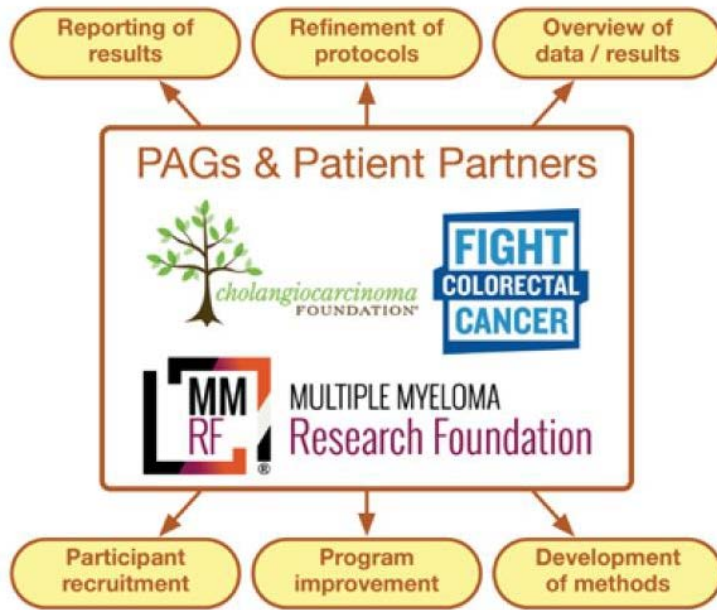 Reporting of
results
Refinement of
protocols
Overview of
data / results
PAGs & Patient Partners
cholangiocarcinoma
FOUNDATION®
FIGHT
COLORECTAL
CANCER
MM
RF
®
MULTIPLE MYELOMA
Research Foundation
Participant
recruitment
Program
improvement
Development
of methods